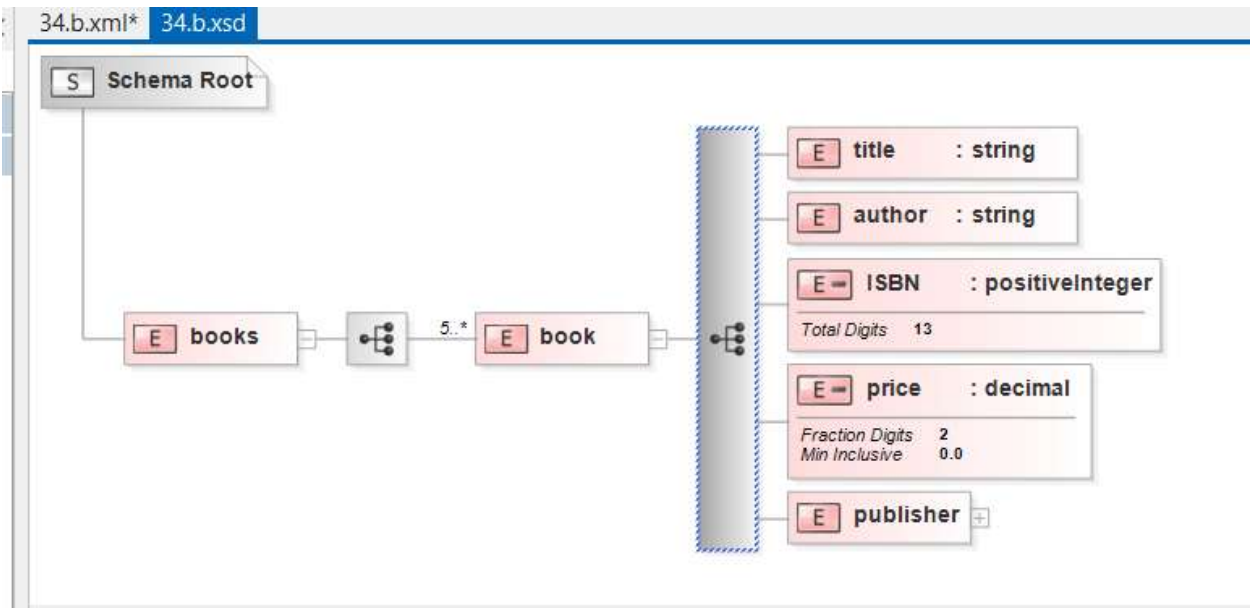 34.b.xml* 34.b.xsd
S Schema Root
E title : string
E author : string
E ISBN : positiveInteger
Total Digits 13
E books 5..* E book
E price : decimal
Fraction Digits 2
Min Inclusive 0.0
E publisher